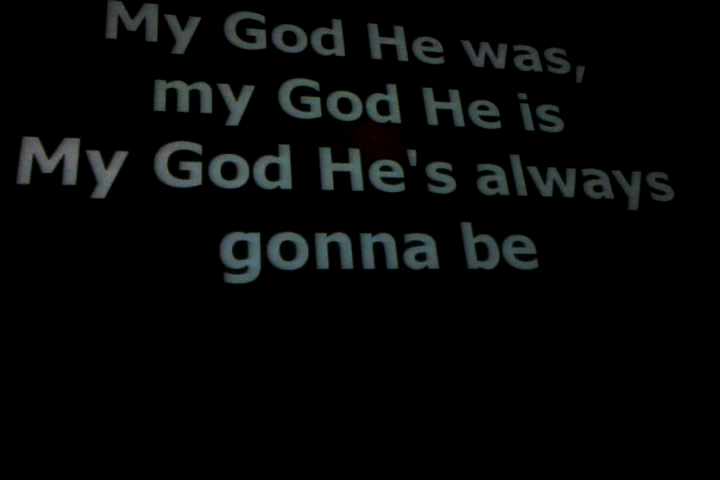 My God He was,
my God He is
My God He's always
gonna be